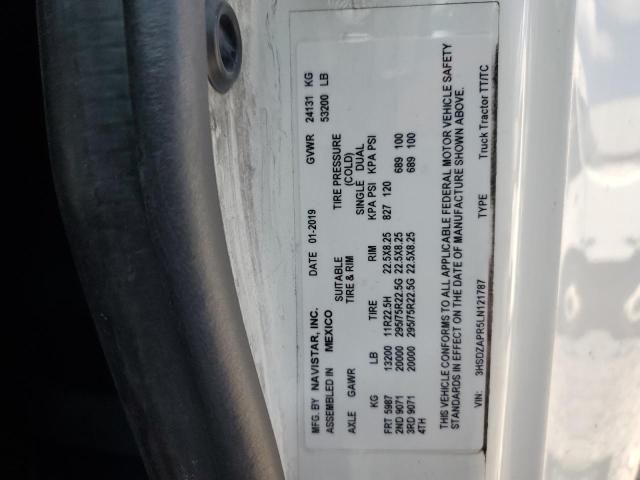 MFG. BY NAVISTAR, INC. DATE 01-2019 GVWR 24131 KG
ASSEMBLED IN MEXICO 53200 LB
SUITABLE TIRE PRESSURE
AXLE GAWR TIRE & RIM (COLD)
SINGLE DUAL
KG LB TIRE RIM KPA PSI KPA PSI
FRT 5987 13200 11R22.5H 22.5X8.25 827 120
2ND 9071 20000 295/75R22.5G 22.5X8.25 689 100
3RD 9071 20000 295/75R22.5G 22.5X8.25 689 100
4TH
THIS VEHICLE CONFORMS TO ALL APPLICABLE FEDERAL MOTOR VEHICLE SAFETY
STANDARDS IN EFFECT ON THE DATE OF MANUFACTURE SHOWN ABOVE.
VIN: 3HSDZAPR5LN121787 TYPE Truck Tractor TT/TC